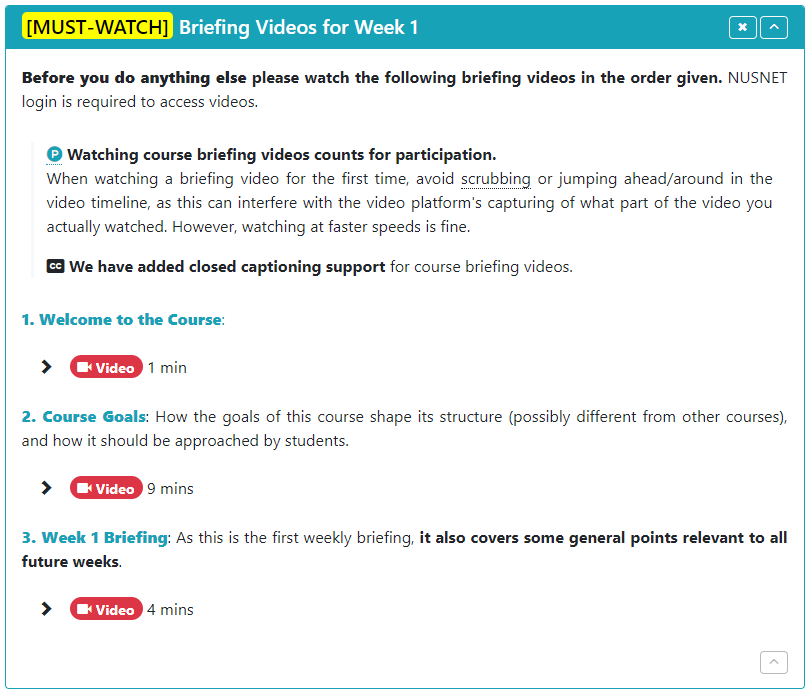 [MUST-WATCH] Briefing Videos for Week 1
Before you do anything else please watch the following briefing videos in the order given. NUSNET
login is required to access videos.
P Watching course briefing videos counts for participation.
When watching a briefing video for the first time, avoid scrubbing or jumping ahead/around in the
video timeline, as this can interfere with the video platform's capturing of what part of the video you
actually watched. However, watching at faster speeds is fine.
CC We have added closed captioning support for course briefing videos.
1. Welcome to the Course:
Video 1 min
2. Course Goals: How the goals of this course shape its structure (possibly different from other courses),
and how it should be approached by students.
Video 9 mins
3. Week 1 Briefing: As this is the first weekly briefing, it also covers some general points relevant to all
future weeks.
Video 4 mins